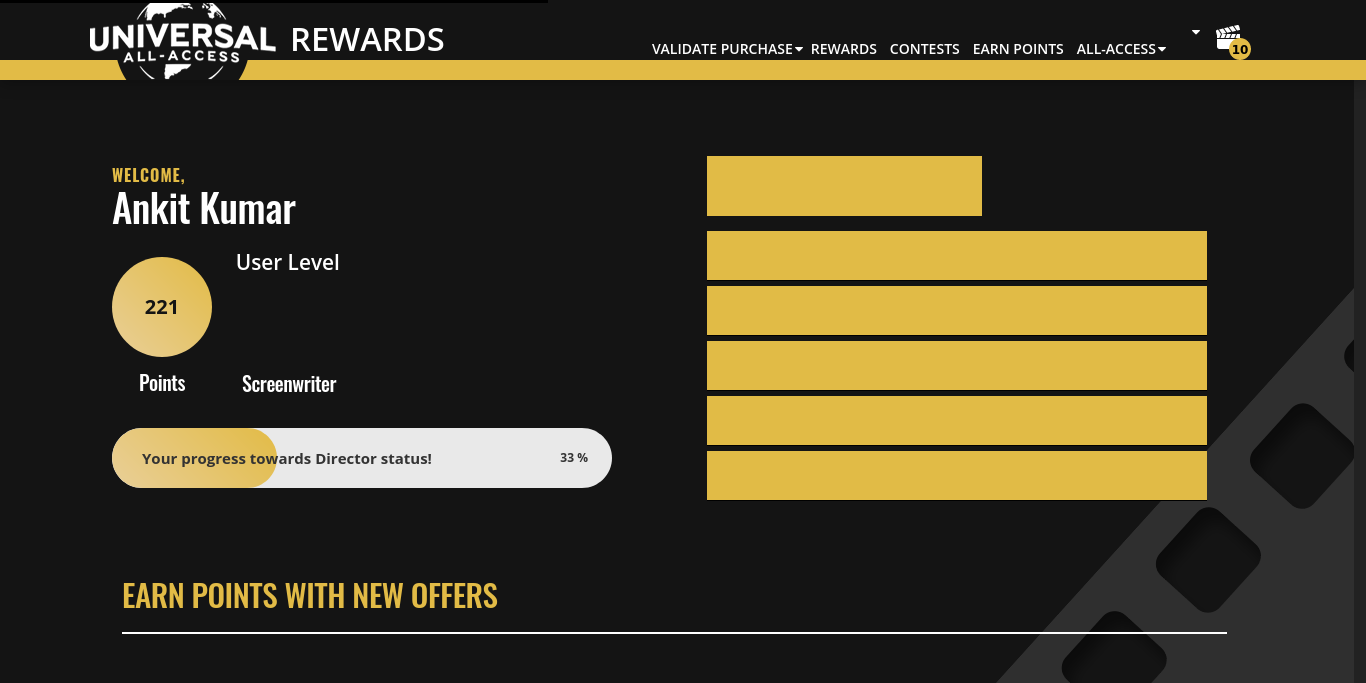 UNIVERSAL
ALL-ACCESS
REWARDS
VALIDATE PURCHASE
REWARDS
CONTESTS
EARN POINTS
ALL-ACCESS
10
WELCOME,
Ankit Kumar
221
User Level
Points
Screenwriter
Your progress towards Director status!
33 %
EARN POINTS WITH NEW OFFERS